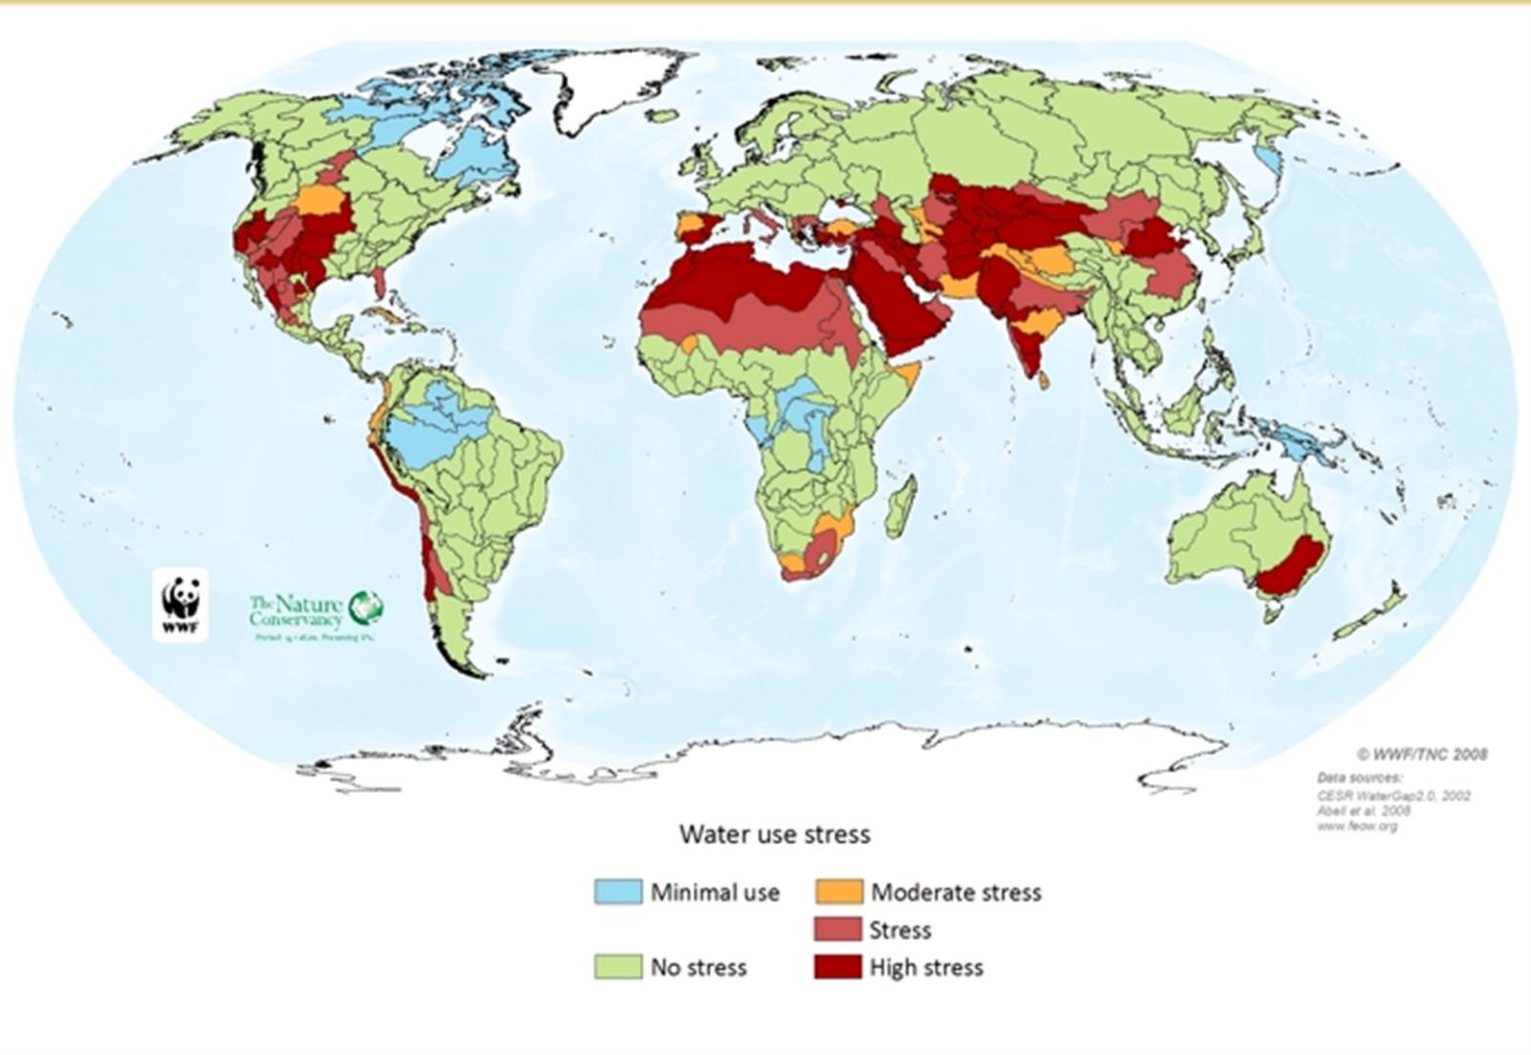 WWF
The Nature
Conservancy
© WWF/TNC 2008
Data sources:
CESR WaterGap2.0, 2002
Abell et al. 2008
www.feow.org
Water use stress
Minimal use
Moderate stress
Stress
No stress
High stress